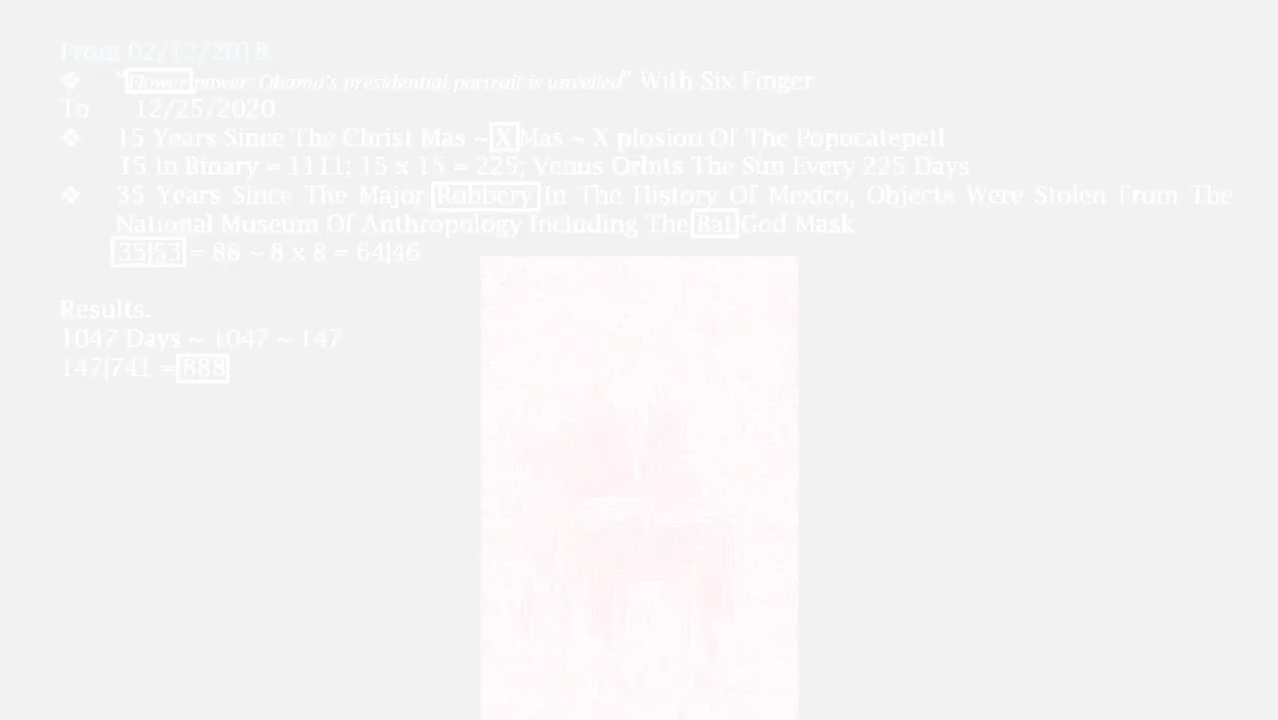 From 02/12/2018
❖ "Flower power: Obama's presidential portrait is unveiled" With Six Finger
To 12/25/2020.
❖ 15 Years Since The Christ Mas ~ X Mas ~ X plosion Of The Popocatepetl
15 In Binary = 1111; 15 x 15 = 225; Venus Orbits The Sun Every 225 Days
❖ 35 Years Since The Major Robbery In The History Of Mexico, Objects Were Stolen From The
National Museum Of Anthropology Including The Bat God Mask
35|53 = 88 ~ 8 x 8 = 64|46
Results.
1047 Days ~ 1047 ~ 147
147|741 = 888